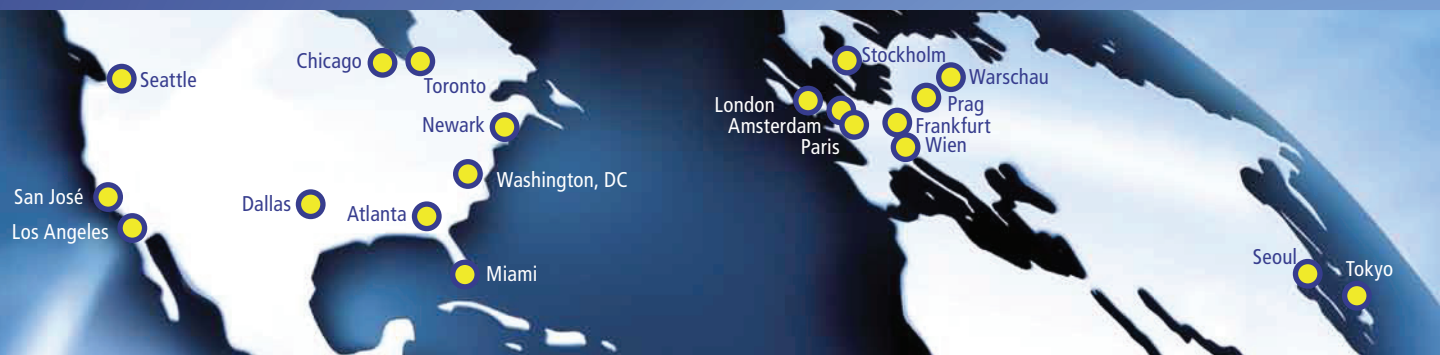 Seattle
Chicago
Toronto
Newark
Washington, DC
San José
Los Angeles
Dallas
Atlanta
Miami
Stockholm
Warschau
London
Prag
Amsterdam
Frankfurt
Paris
Wien
Seoul
Tokyo